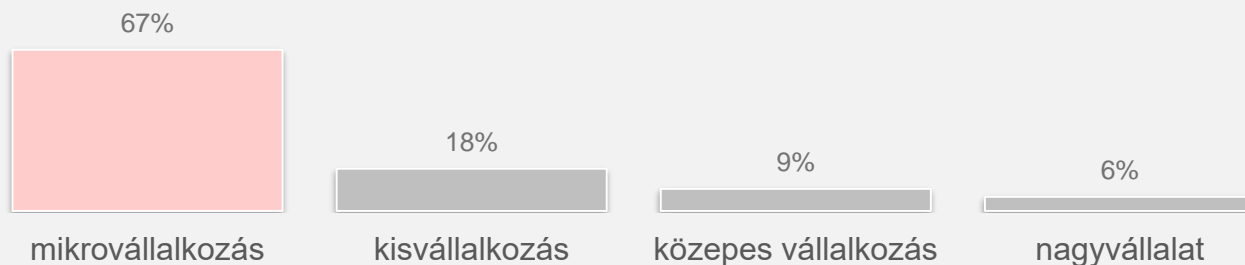 67%
18%
9%
6%
mikrovállalkozás
kisvállalkozás
közepes vállalkozás
nagyvállalat